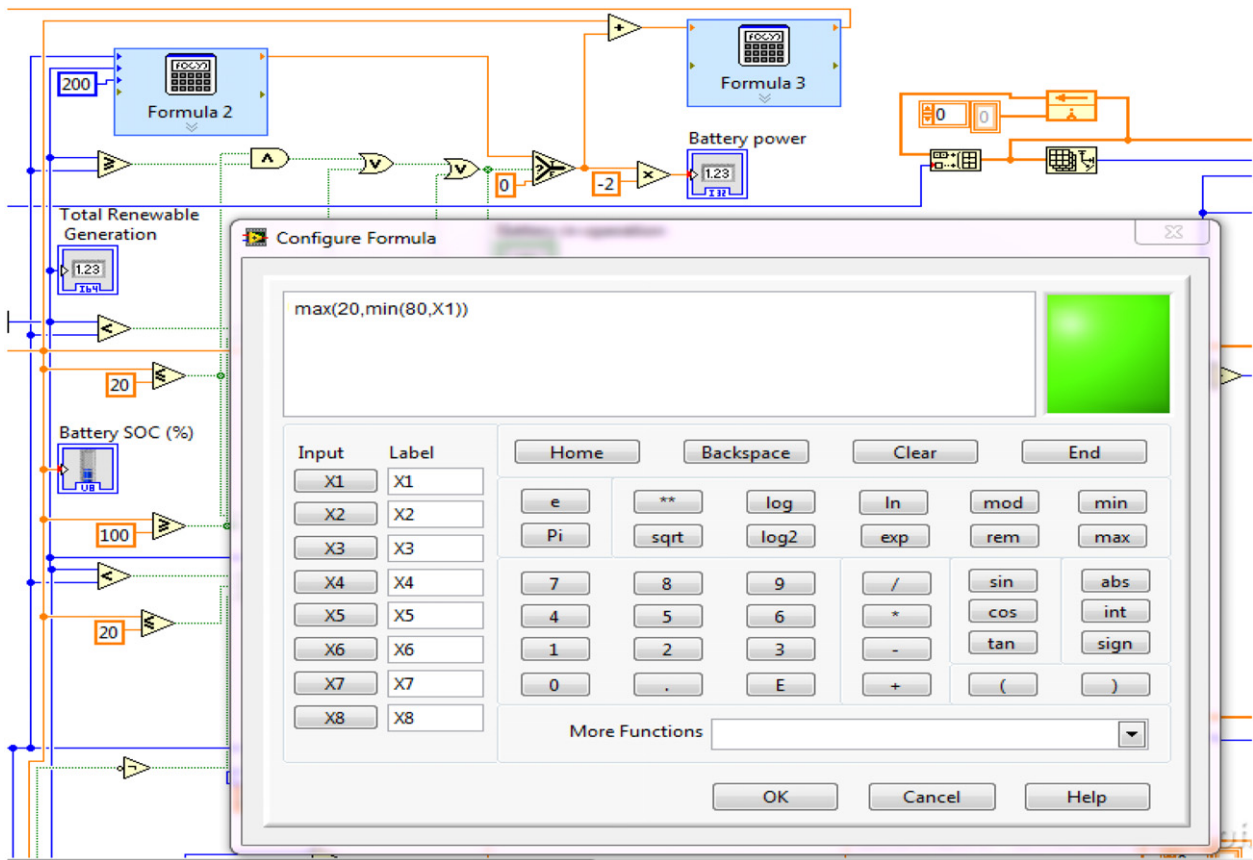 Formula 2
Formula 3
200
Battery power
1.23
I32
0
0
0
-2
Total Renewable
Generation
1.23
I64
Configure Formula
max(20,min(80,X1))
20
Battery SOC (%)
U8
100
20
Input Label
X1 X1
X2 X2
X3 X3
X4 X4
X5 X5
X6 X6
X7 X7
X8 X8
Home Backspace Clear End
e ** log ln mod min
Pi sqrt log2 exp rem max
7 8 9 / sin abs
4 5 6 * cos int
1 2 3 - tan sign
0 . E + ( )
More Functions
OK Cancel Help